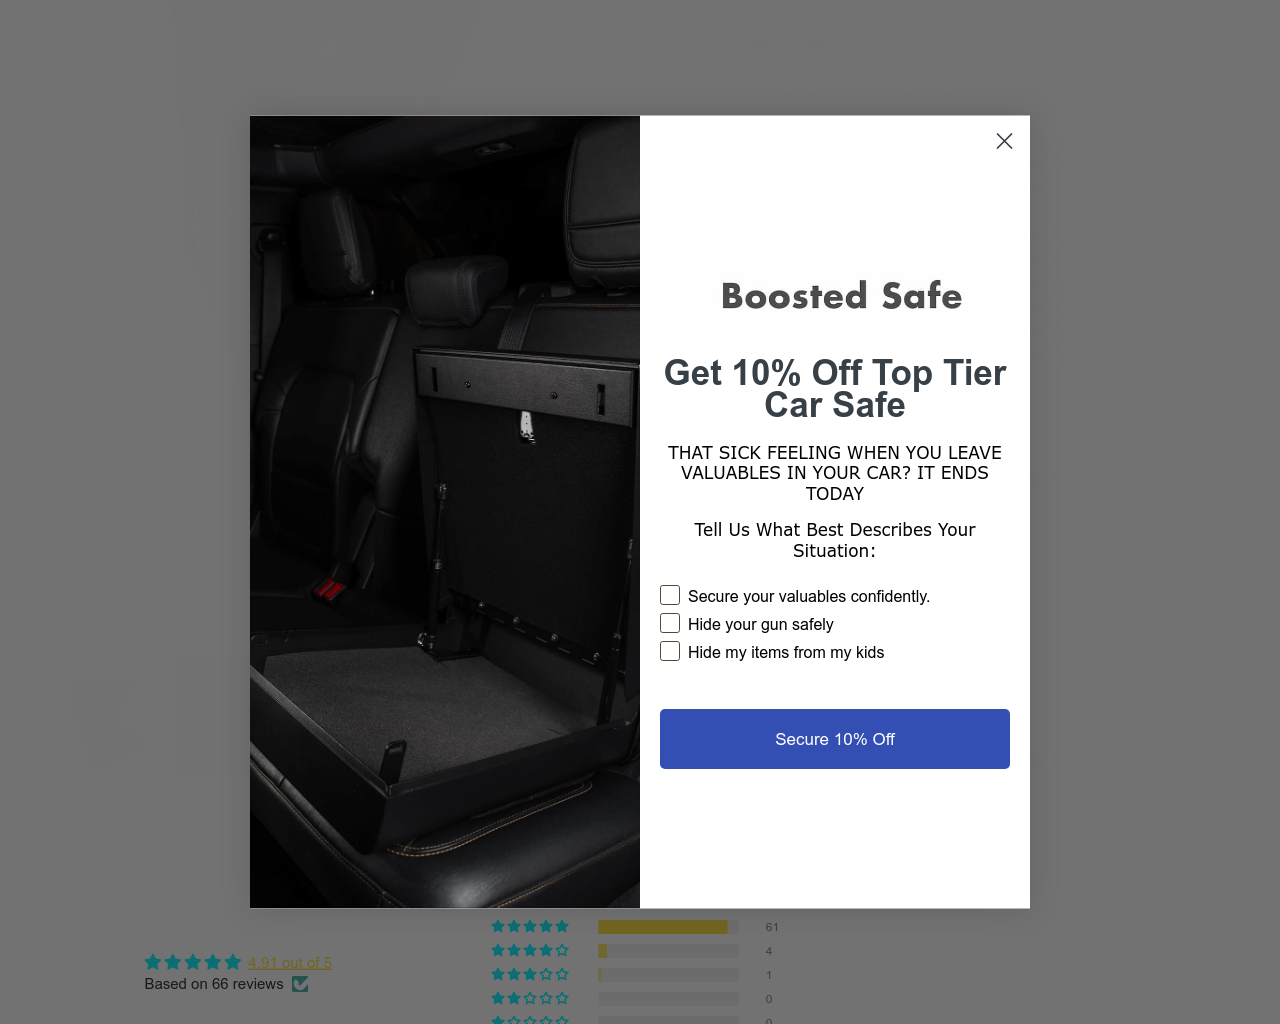 Boosted Safe
Get 10% Off Top Tier
Car Safe
THAT SICK FEELING WHEN YOU LEAVE
VALUABLES IN YOUR CAR? IT ENDS
TODAY
Tell Us What Best Describes Your
Situation:
Secure your valuables confidently.
Hide your gun safely
Hide my items from my kids
Secure 10% Off
4.91 out of 5
Based on 66 reviews
61
4
1
0
0